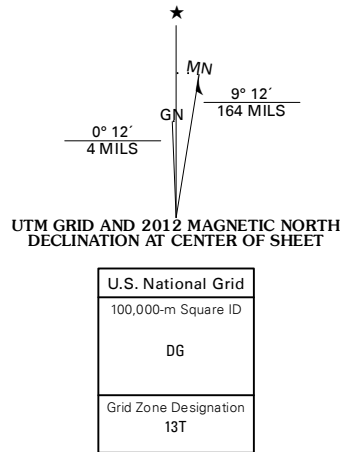 ★
MN
GN
9° 12´
164 MILS
0° 12´
4 MILS
UTM GRID AND 2012 MAGNETIC NORTH
DECLINATION AT CENTER OF SHEET
U.S. National Grid
100,000-m Square ID
DG
Grid Zone Designation
13T